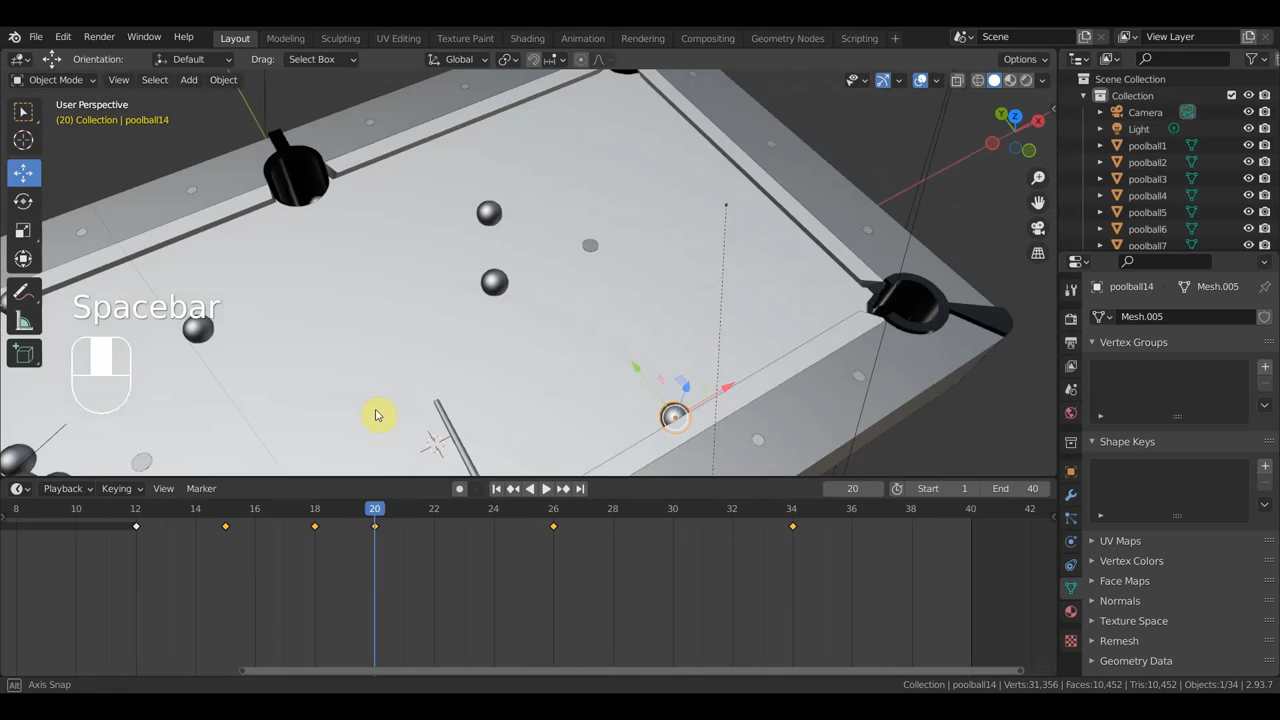 File Edit Render Window Help Layout Modeling Sculpting UV Editing Texture Paint Shading Animation Rendering Compositing Geometry Nodes Scripting + Scene View Layer
Orientation: Default Drag: Select Box Global Options
Object Mode View Select Add Object
User Perspective
(20) Collection | poolball14
Z
Y
X
Spacebar
Scene Collection
Collection
Camera
Light
poolball1
poolball2
poolball3
poolball4
poolball5
poolball6
poolball7
poolball14 Mesh.005
Mesh.005
Vertex Groups
Shape Keys
UV Maps
Vertex Colors
Face Maps
Normals
Texture Space
Remesh
Geometry Data
Playback Keying View Marker 20 Start 1 End 40
8 10 12 14 16 18 20 22 24 26 28 30 32 34 36 38 40 42
Alt Axis Snap Collection | poolball14 | Verts:31,356 | Faces:10,452 | Tris:10,452 | Objects:1/34 | 2.93.7